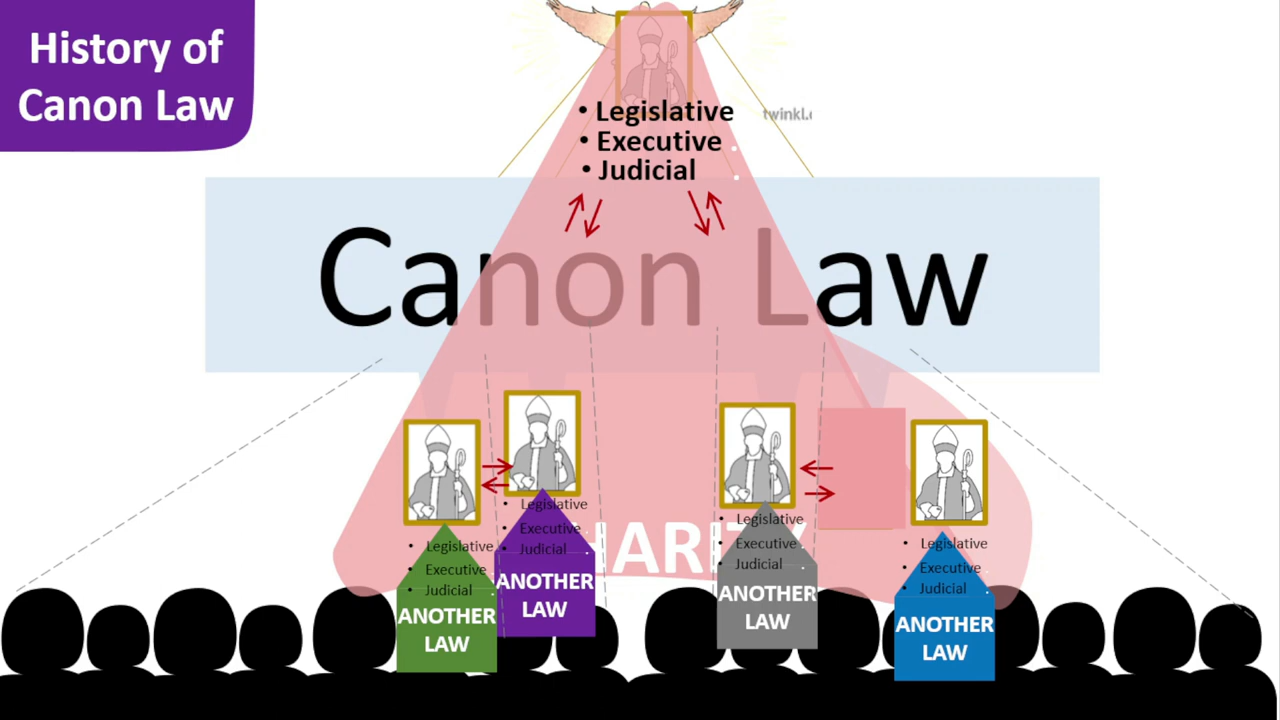 History of
Canon Law
• Legislative
• Executive
• Judicial
Canon Law
• Legislative
• Executive
• Judicial
ANOTHER
LAW
• Legislative
• Executive
• Judicial
ANOTHER
LAW
• Legislative
• Executive
• Judicial
ANOTHER
LAW
• Legislative
• Executive
• Judicial
ANOTHER
LAW